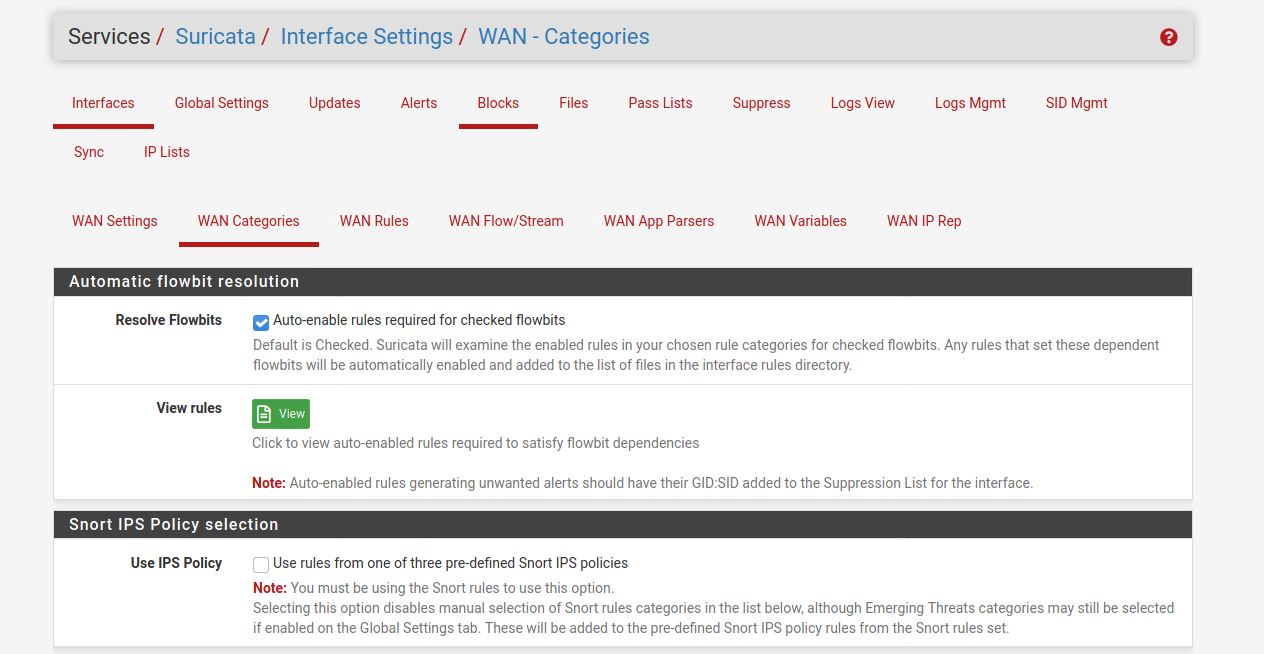 Services / Suricata / Interface Settings / WAN - Categories
Interfaces Global Settings Updates Alerts Blocks Files Pass Lists Suppress Logs View Logs Mgmt SID Mgmt
Sync IP Lists
WAN Settings WAN Categories WAN Rules WAN Flow/Stream WAN App Parsers WAN Variables WAN IP Rep
Automatic flowbit resolution
Resolve Flowbits Auto-enable rules required for checked flowbits
Default is Checked. Suricata will examine the enabled rules in your chosen rule categories for checked flowbits. Any rules that set these dependent
flowbits will be automatically enabled and added to the list of files in the interface rules directory.
View rules View
Click to view auto-enabled rules required to satisfy flowbit dependencies
Note: Auto-enabled rules generating unwanted alerts should have their GID:SID added to the Suppression List for the interface.
Snort IPS Policy selection
Use IPS Policy Use rules from one of three pre-defined Snort IPS policies
Note: You must be using the Snort rules to use this option.
Selecting this option disables manual selection of Snort rules categories in the list below, although Emerging Threats categories may still be selected
if enabled on the Global Settings tab. These will be added to the pre-defined Snort IPS policy rules from the Snort rules set.